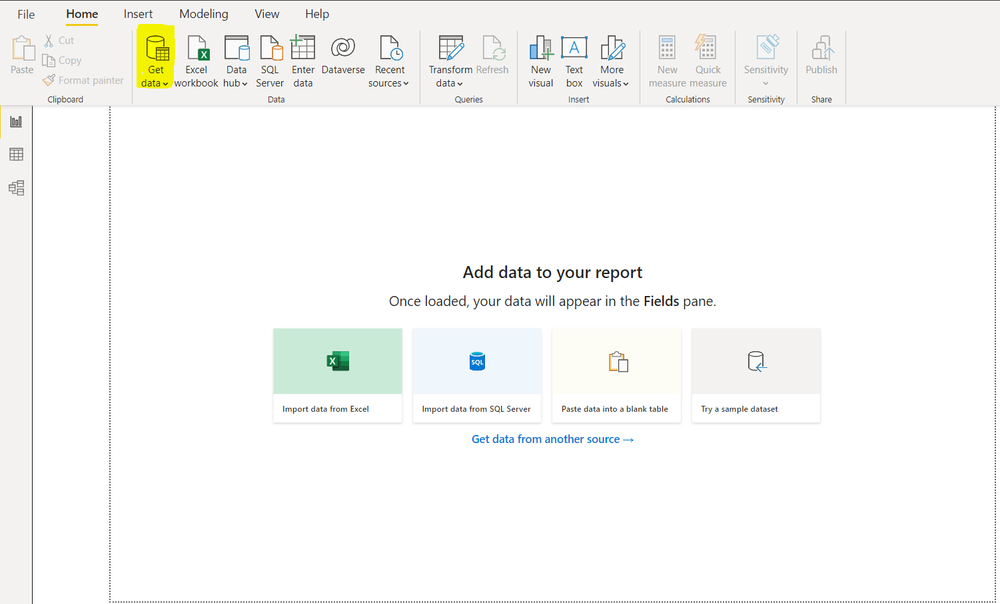 File Home Insert Modeling View Help
Paste
Cut
Copy
Format painter
Clipboard
Get
data
Excel
workbook
Data
hub
SQL
Server
Enter
data
Dataverse
Recent
sources
Data
Transform
data
Refresh
Queries
New
visual
Text
box
More
visuals
Insert
New
measure
Quick
measure
Calculations
Sensitivity
Sensitivity
Publish
Share
Add data to your report
Once loaded, your data will appear in the Fields pane.
Import data from Excel
SQL
Import data from SQL Server
Paste data into a blank table
Try a sample dataset
Get data from another source →